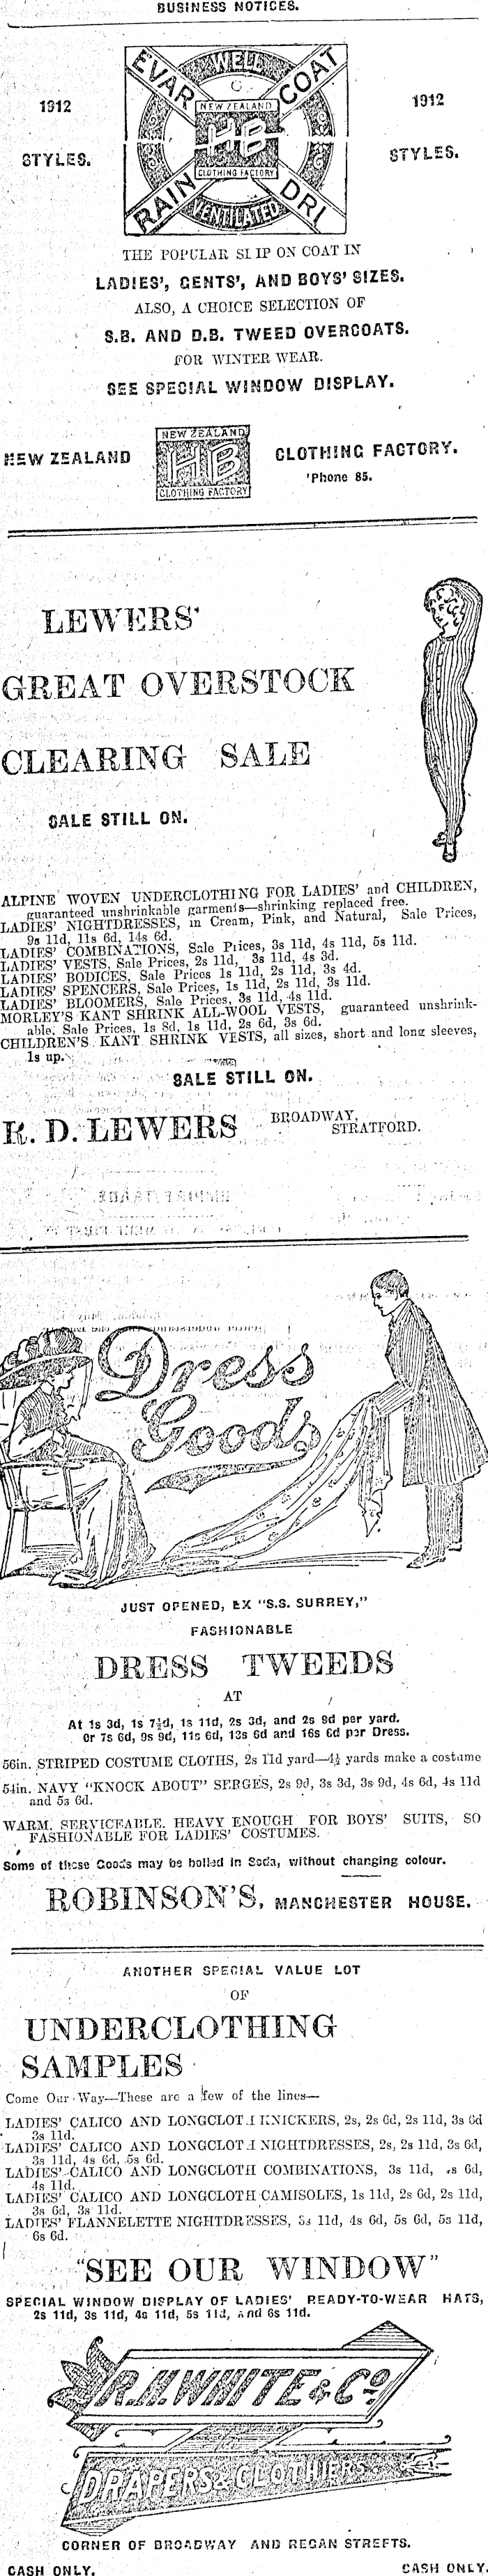 BUSINESS NOTICES.
1912
STYLES.
EVAR
WELL
COAT
NEW ZEALAND
HB
CLOTHING FACTORY
RAIN
VENTILATED
DRI
1912
STYLES.
THE POPULAR SLIP ON COAT IN
LADIES', GENTS', AND BOYS' SIZES.
ALSO, A CHOICE SELECTION OF
S.B. AND D.B. TWEED OVERCOATS.
FOR WINTER WEAR.
SEE SPECIAL WINDOW DISPLAY.
NEW ZEALAND
NEW ZEALAND
HB
CLOTHING FACTORY
CLOTHING FACTORY.
'Phone 85.
LEWERS'
GREAT OVERSTOCK
CLEARING SALE
SALE STILL ON.
ALPINE WOVEN UNDERCLOTHING FOR LADIES' and CHILDREN,
guaranteed unshrinkable garments—shrinking replaced free.
LADIES' NIGHTDRESSES, in Cream, Pink, and Natural, Sale Prices,
9s 11d, 11s 6d, 14s 6d.
LADIES' COMBINATIONS, Sale Prices, 3s 11d, 4s 11d, 5s 11d.
LADIES' VESTS, Sale Prices, 2s 11d, 3s 11d, 4s 3d.
LADIES' BODICES, Sale Prices 1s 11d, 2s 11d, 3s 4d.
LADIES' SPENCERS, Sale Prices, 1s 11d, 2s 11d, 3s 11d.
LADIES' BLOOMERS, Sale Prices, 3s 11d, 4s 11d.
MORLEY'S KANT SHRINK ALL-WOOL VESTS, guaranteed unshrink-
able, Sale Prices, 1s 8d, 1s 11d, 2s 6d, 3s 6d.
CHILDREN'S KANT SHRINK VESTS, all sizes, short and long sleeves,
1s up.
SALE STILL ON.
R. D. LEWERS
BROADWAY,
STRATFORD.
Dress
Goods
JUST OPENED, EX "S.S. SURREY,"
FASHIONABLE
DRESS TWEEDS
AT
At 1s 3d, 1s 7½d, 1s 11d, 2s 3d, and 2s 9d per yard.
Or 7s 6d, 9s 9d, 11s 6d, 13s 6d and 16s 6d per Dress.
56in. STRIPED COSTUME CLOTHS, 2s 11d yard—4½ yards make a costume
54in. NAVY "KNOCK ABOUT" SERGES, 2s 9d, 3s 3d, 3s 9d, 4s 6d, 4s 11d
and 5s 6d.
WARM, SERVICEABLE, HEAVY ENOUGH FOR BOYS' SUITS, SO
FASHIONABLE FOR LADIES' COSTUMES.
Some of these Goods may be boiled in Soda, without changing colour.
ROBINSON'S, MANCHESTER HOUSE.
ANOTHER SPECIAL VALUE LOT
OF
UNDERCLOTHING
SAMPLES
Come Our Way—These are a few of the lines—
LADIES' CALICO AND LONGCLOTH KNICKERS, 2s, 2s 6d, 2s 11d, 3s 6d
3s 11d.
LADIES' CALICO AND LONGCLOTH NIGHTDRESSES, 2s, 2s 11d, 3s 6d,
3s 11d, 4s 6d, 5s 6d.
LADIES' CALICO AND LONGCLOTH COMBINATIONS, 3s 11d, 6d,
4s 11d.
LADIES' CALICO AND LONGCLOTH CAMISOLES, 1s 11d, 2s 6d, 2s 11d,
3s 6d, 3s 11d.
LADIES' FLANNELETTE NIGHTDRESSES, 3s 11d, 4s 6d, 5s 6d, 5s 11d,
6s 6d.
"SEE OUR WINDOW"
SPECIAL WINDOW DISPLAY OF LADIES' READY-TO-WEAR HATS,
2s 11d, 3s 11d, 4s 11d, 5s 11d, and 6s 11d.
R.H. WHITE & Co
DRAPERS & CLOTHIERS
CORNER OF BROADWAY AND REGAN STREETS.
CASH ONLY. CASH ONLY.